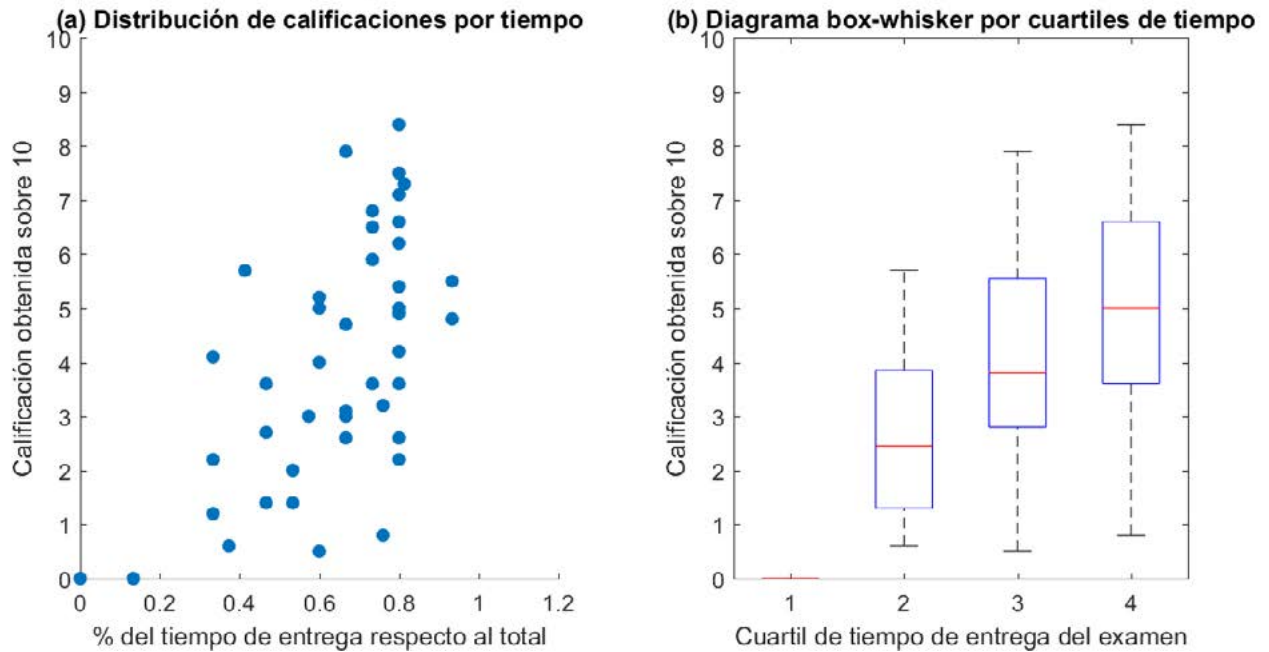 (a) Distribución de calificaciones por tiempo
10
9
8
7
6
5
4
3
2
1
0
0 0.2 0.4 0.6 0.8 1 1.2
Calificación obtenida sobre 10
% del tiempo de entrega respecto al total
(b) Diagrama box-whisker por cuartiles de tiempo
10
9
8
7
6
5
4
3
2
1
0
1 2 3 4
Calificación obtenida sobre 10
Cuartil de tiempo de entrega del examen